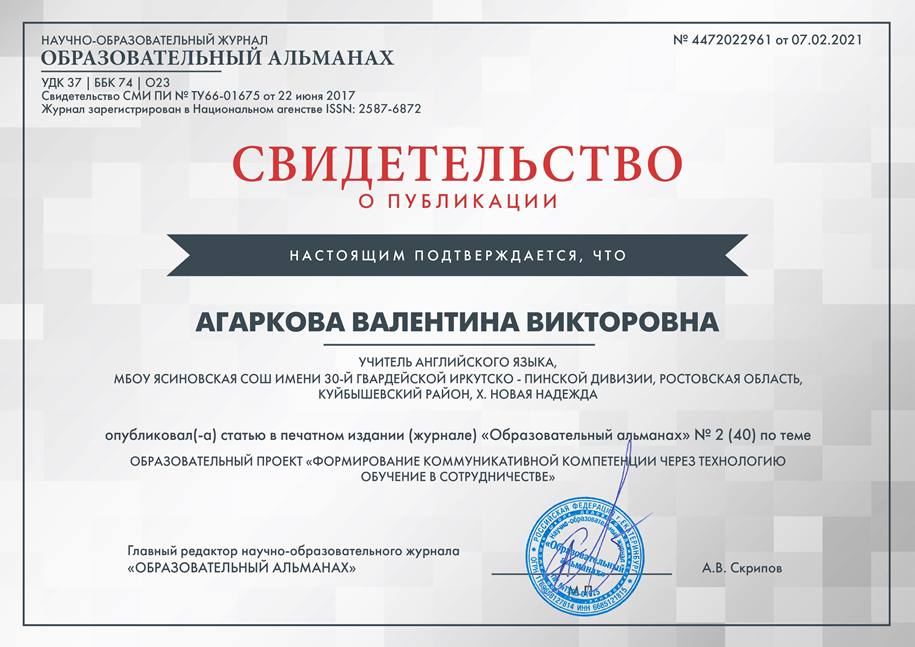 НАУЧНО-ОБРАЗОВАТЕЛЬНЫЙ ЖУРНАЛ
ОБРАЗОВАТЕЛЬНЫЙ АЛЬМАНАХ
УДК 37 | ББК 74 | О23
Свидетельство СМИ ПИ № ТУ66-01675 от 22 июня 2017
Журнал зарегистрирован в Национальном агенстве ISSN: 2587-6872
№ 4472022961 от 07.02.2021
СВИДЕТЕЛЬСТВО
О ПУБЛИКАЦИИ
НАСТОЯЩИМ ПОДТВЕРЖДАЕТСЯ, ЧТО
АГАРКОВА ВАЛЕНТИНА ВИКТОРОВНА
УЧИТЕЛЬ АНГЛИЙСКОГО ЯЗЫКА,
МБОУ ЯСИНОВСКАЯ СОШ ИМЕНИ 30-Й ГВАРДЕЙСКОЙ ИРКУТСКО - ПИНСКОЙ ДИВИЗИИ, РОСТОВСКАЯ ОБЛАСТЬ,
КУЙБЫШЕВСКИЙ РАЙОН, Х. НОВАЯ НАДЕЖДА
опубликовал(-а) статью в печатном издании (журнале) «Образовательный альманах» № 2 (40) по теме
ОБРАЗОВАТЕЛЬНЫЙ ПРОЕКТ «ФОРМИРОВАНИЕ КОММУНИКАТИВНОЙ КОМПЕТЕНЦИИ ЧЕРЕЗ ТЕХНОЛОГИЮ
ОБУЧЕНИЕ В СОТРУДНИЧЕСТВЕ»
Главный редактор научно-образовательного журнала
«ОБРАЗОВАТЕЛЬНЫЙ АЛЬМАНАХ»
РОССИЙСКАЯ ФЕДЕРАЦИЯ г. ЕКАТЕРИНБУРГ
Научно-образовательный
«Образовательный
альманах»
ИНН 6685121815
М.П.
А.В. Скрипов